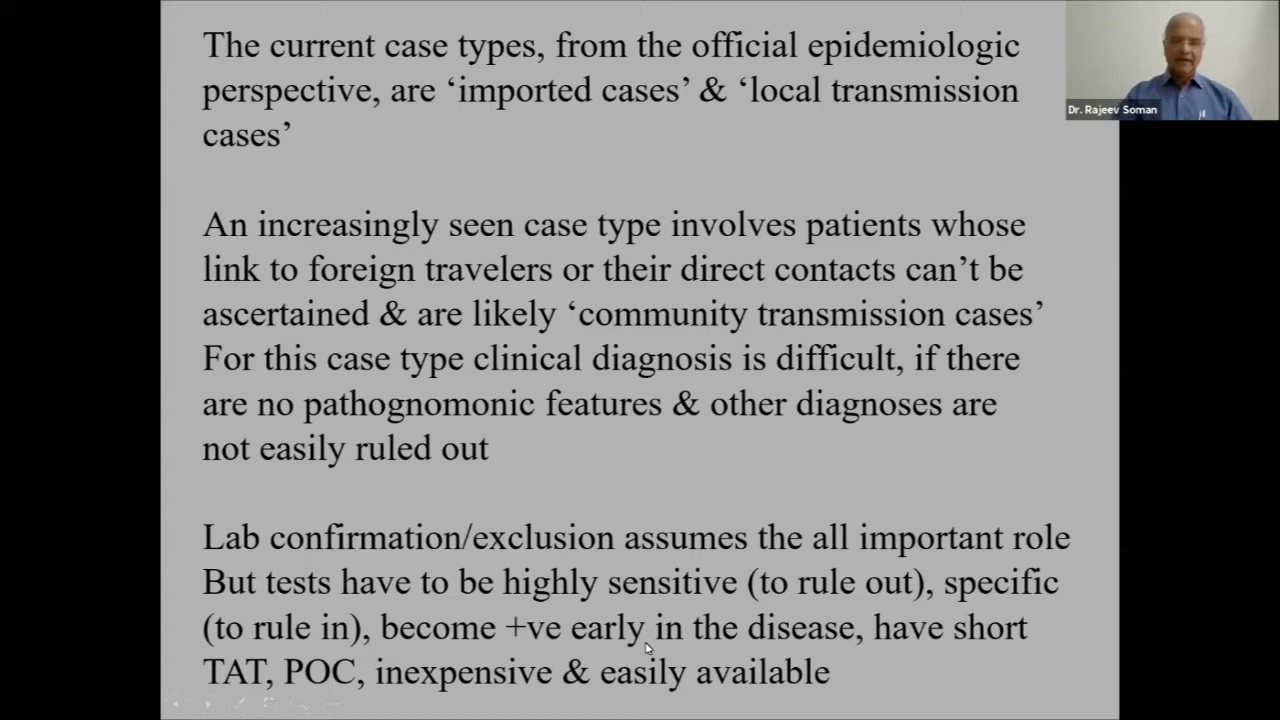 The current case types, from the official epidemiologic
perspective, are ‘imported cases’ & ‘local transmission
cases’
An increasingly seen case type involves patients whose
link to foreign travelers or their direct contacts can’t be
ascertained & are likely ‘community transmission cases’
For this case type clinical diagnosis is difficult, if there
are no pathognomonic features & other diagnoses are
not easily ruled out
Lab confirmation/exclusion assumes the all important role
But tests have to be highly sensitive (to rule out), specific
(to rule in), become +ve early in the disease, have short
TAT, POC, inexpensive & easily available
Dr. Rajeev Soman